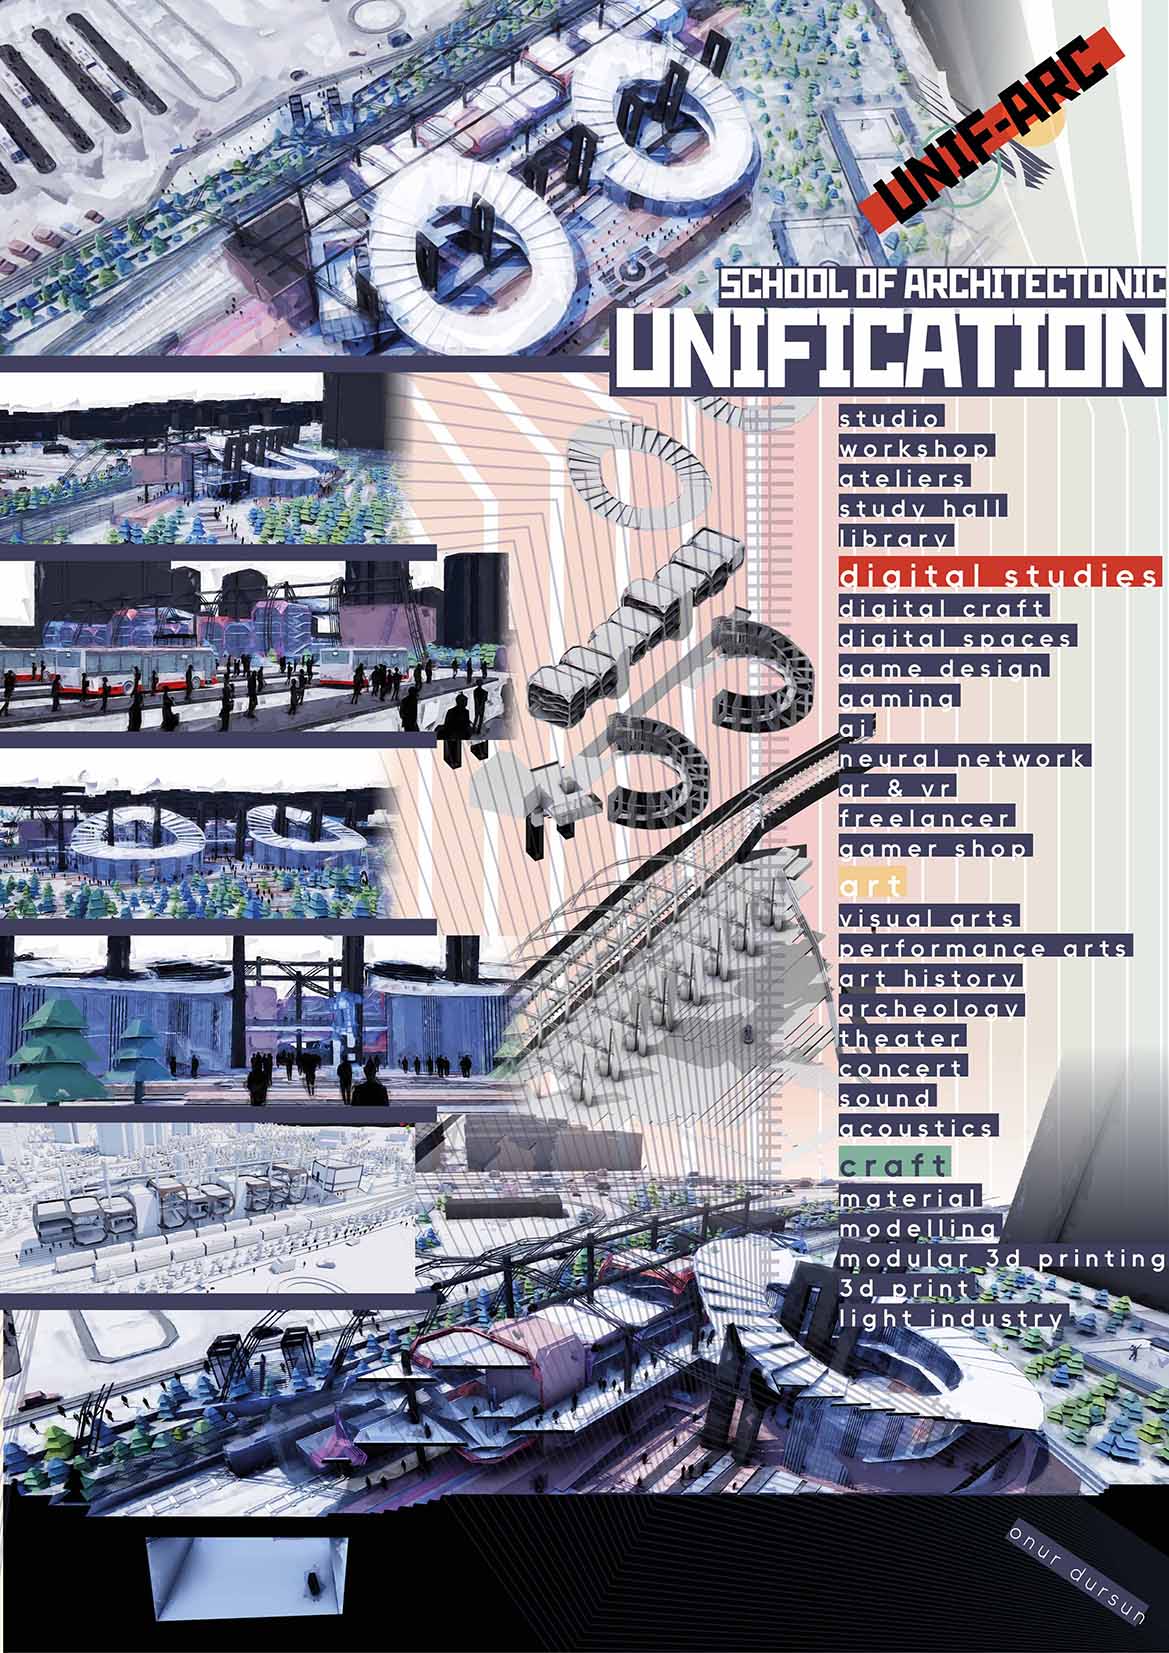 UNIF-ARC
SCHOOL OF ARCHITECTONIC
UNIFICATION
studio
workshop
ateliers
study hall
library
digital studies
digital craft
digital spaces
game design
gaming
ai
neural network
ar & vr
freelancer
gamer shop
art
visual arts
performance arts
art history
archeology
theater
concert
sound
acoustics
craft
material
modelling
modular 3d printing
3d print
light industry
onur dursun